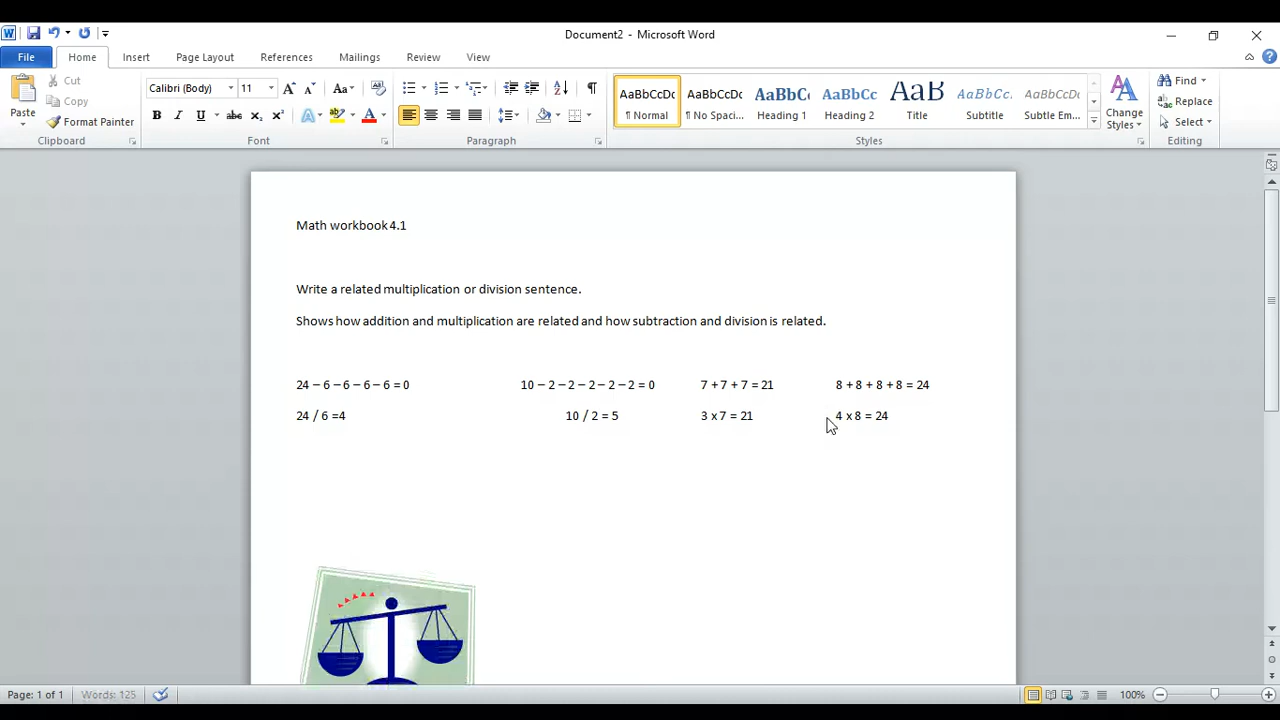 Document2 - Microsoft Word
File Home Insert Page Layout References Mailings Review View
Paste
Cut
Copy
Format Painter
Clipboard
Calibri (Body) 11
Font
Paragraph
AaBbCcDc AaBbCcDc AaBbC AaBbCc AaB AaBbCc. AaBbCcDc
¶ Normal ¶ No Spaci... Heading 1 Heading 2 Title Subtitle Subtle Em...
Styles
Change Styles
Find
Replace
Select
Editing
Math workbook 4.1
Write a related multiplication or division sentence.
Shows how addition and multiplication are related and how subtraction and division is related.
24 – 6 – 6 – 6 – 6 = 0 10 – 2 – 2 – 2 – 2 – 2 = 0 7 + 7 + 7 = 21 8 + 8 + 8 + 8 = 24
24 / 6 =4 10 / 2 = 5 3 x 7 = 21 4 x 8 = 24
Page: 1 of 1 Words: 125 100%